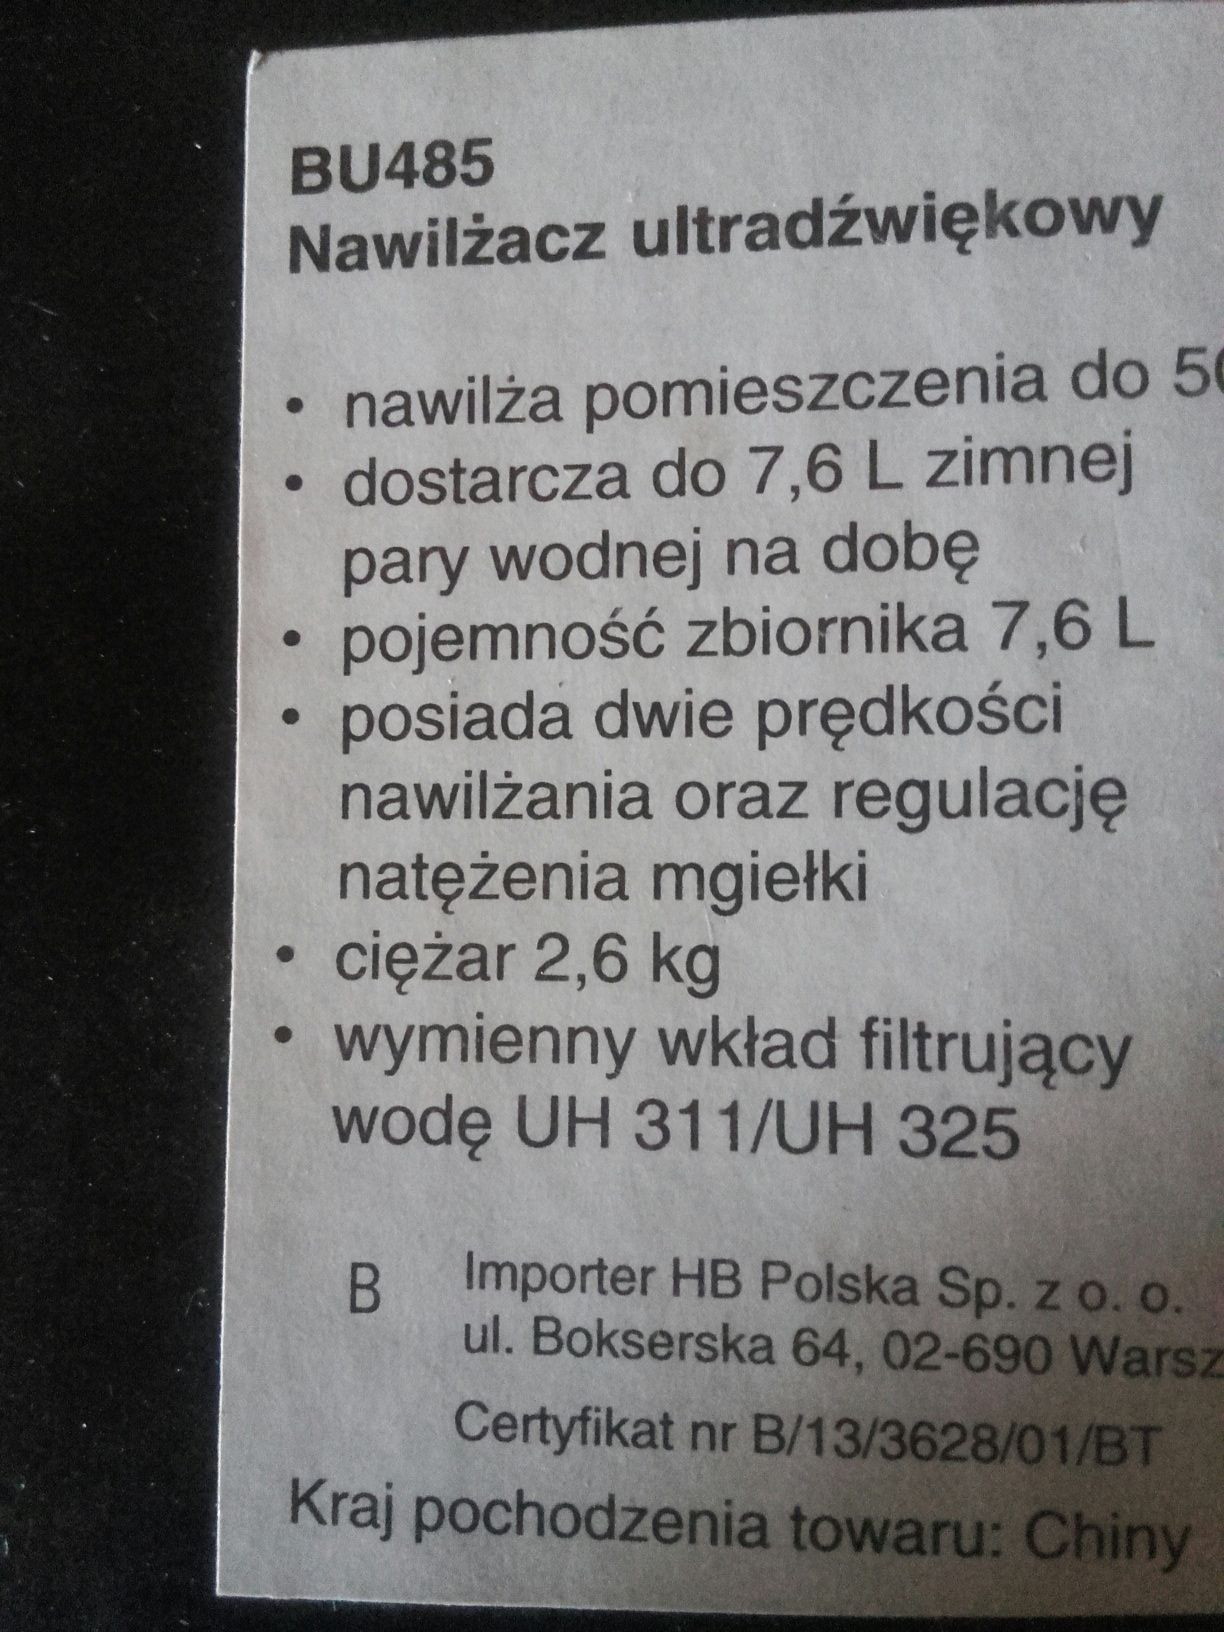 BU485
Nawilżacz ultradźwiękowy
• nawilża pomieszczenia do
• dostarcza do 7,6 L zimnej
pary wodnej na dobę
• pojemność zbiornika 7,6 L
• posiada dwie prędkości
nawilżania oraz regulację
natężenia mgiełki
• ciężar 2,6 kg
• wymienny wkład filtrujący
wodę UH 311/UH 325
B
Importer HB Polska Sp. z o. o.
ul. Bokserska 64, 02-690
Certyfikat nr B/13/3628/01/BT
Kraj pochodzenia towaru: Chiny